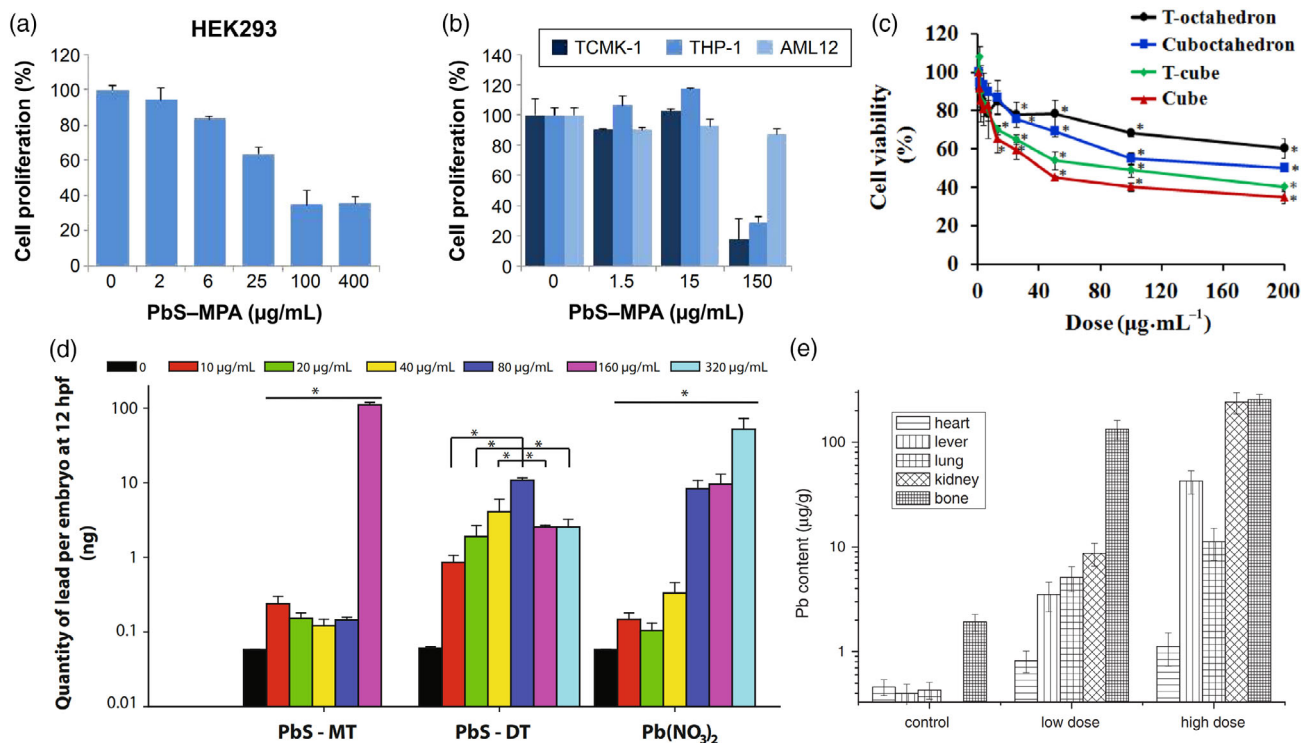 (a)
HEK293
Cell proliferation (%)
120
100
80
60
40
20
0
0 2 6 25 100 400
PbS–MPA (µg/mL)
(b)
TCMK-1 THP-1 AML12
Cell proliferation (%)
140
120
100
80
60
40
20
0
0 1.5 15 150
PbS–MPA (µg/mL)
(c)
T-octahedron
Cuboctahedron
T-cube
Cube
Cell viability
(%)
120
100
80
60
40
20
0
0 40 80 120 160 200
Dose (µg·mL⁻¹)
* * * * * * * * * * * * * * * *
(d)
0 10 µg/mL 20 µg/mL 40 µg/mL 80 µg/mL 160 µg/mL 320 µg/mL
Quantity of lead per embryo at 12 hpf
(ng)
100
10
1
0.1
0.01
*
* * * *
*
PbS - MT PbS - DT Pb(NO₃)₂
(e)
heart
lever
lung
kidney
bone
Pb content (µg/g)
100
10
1
control low dose high dose